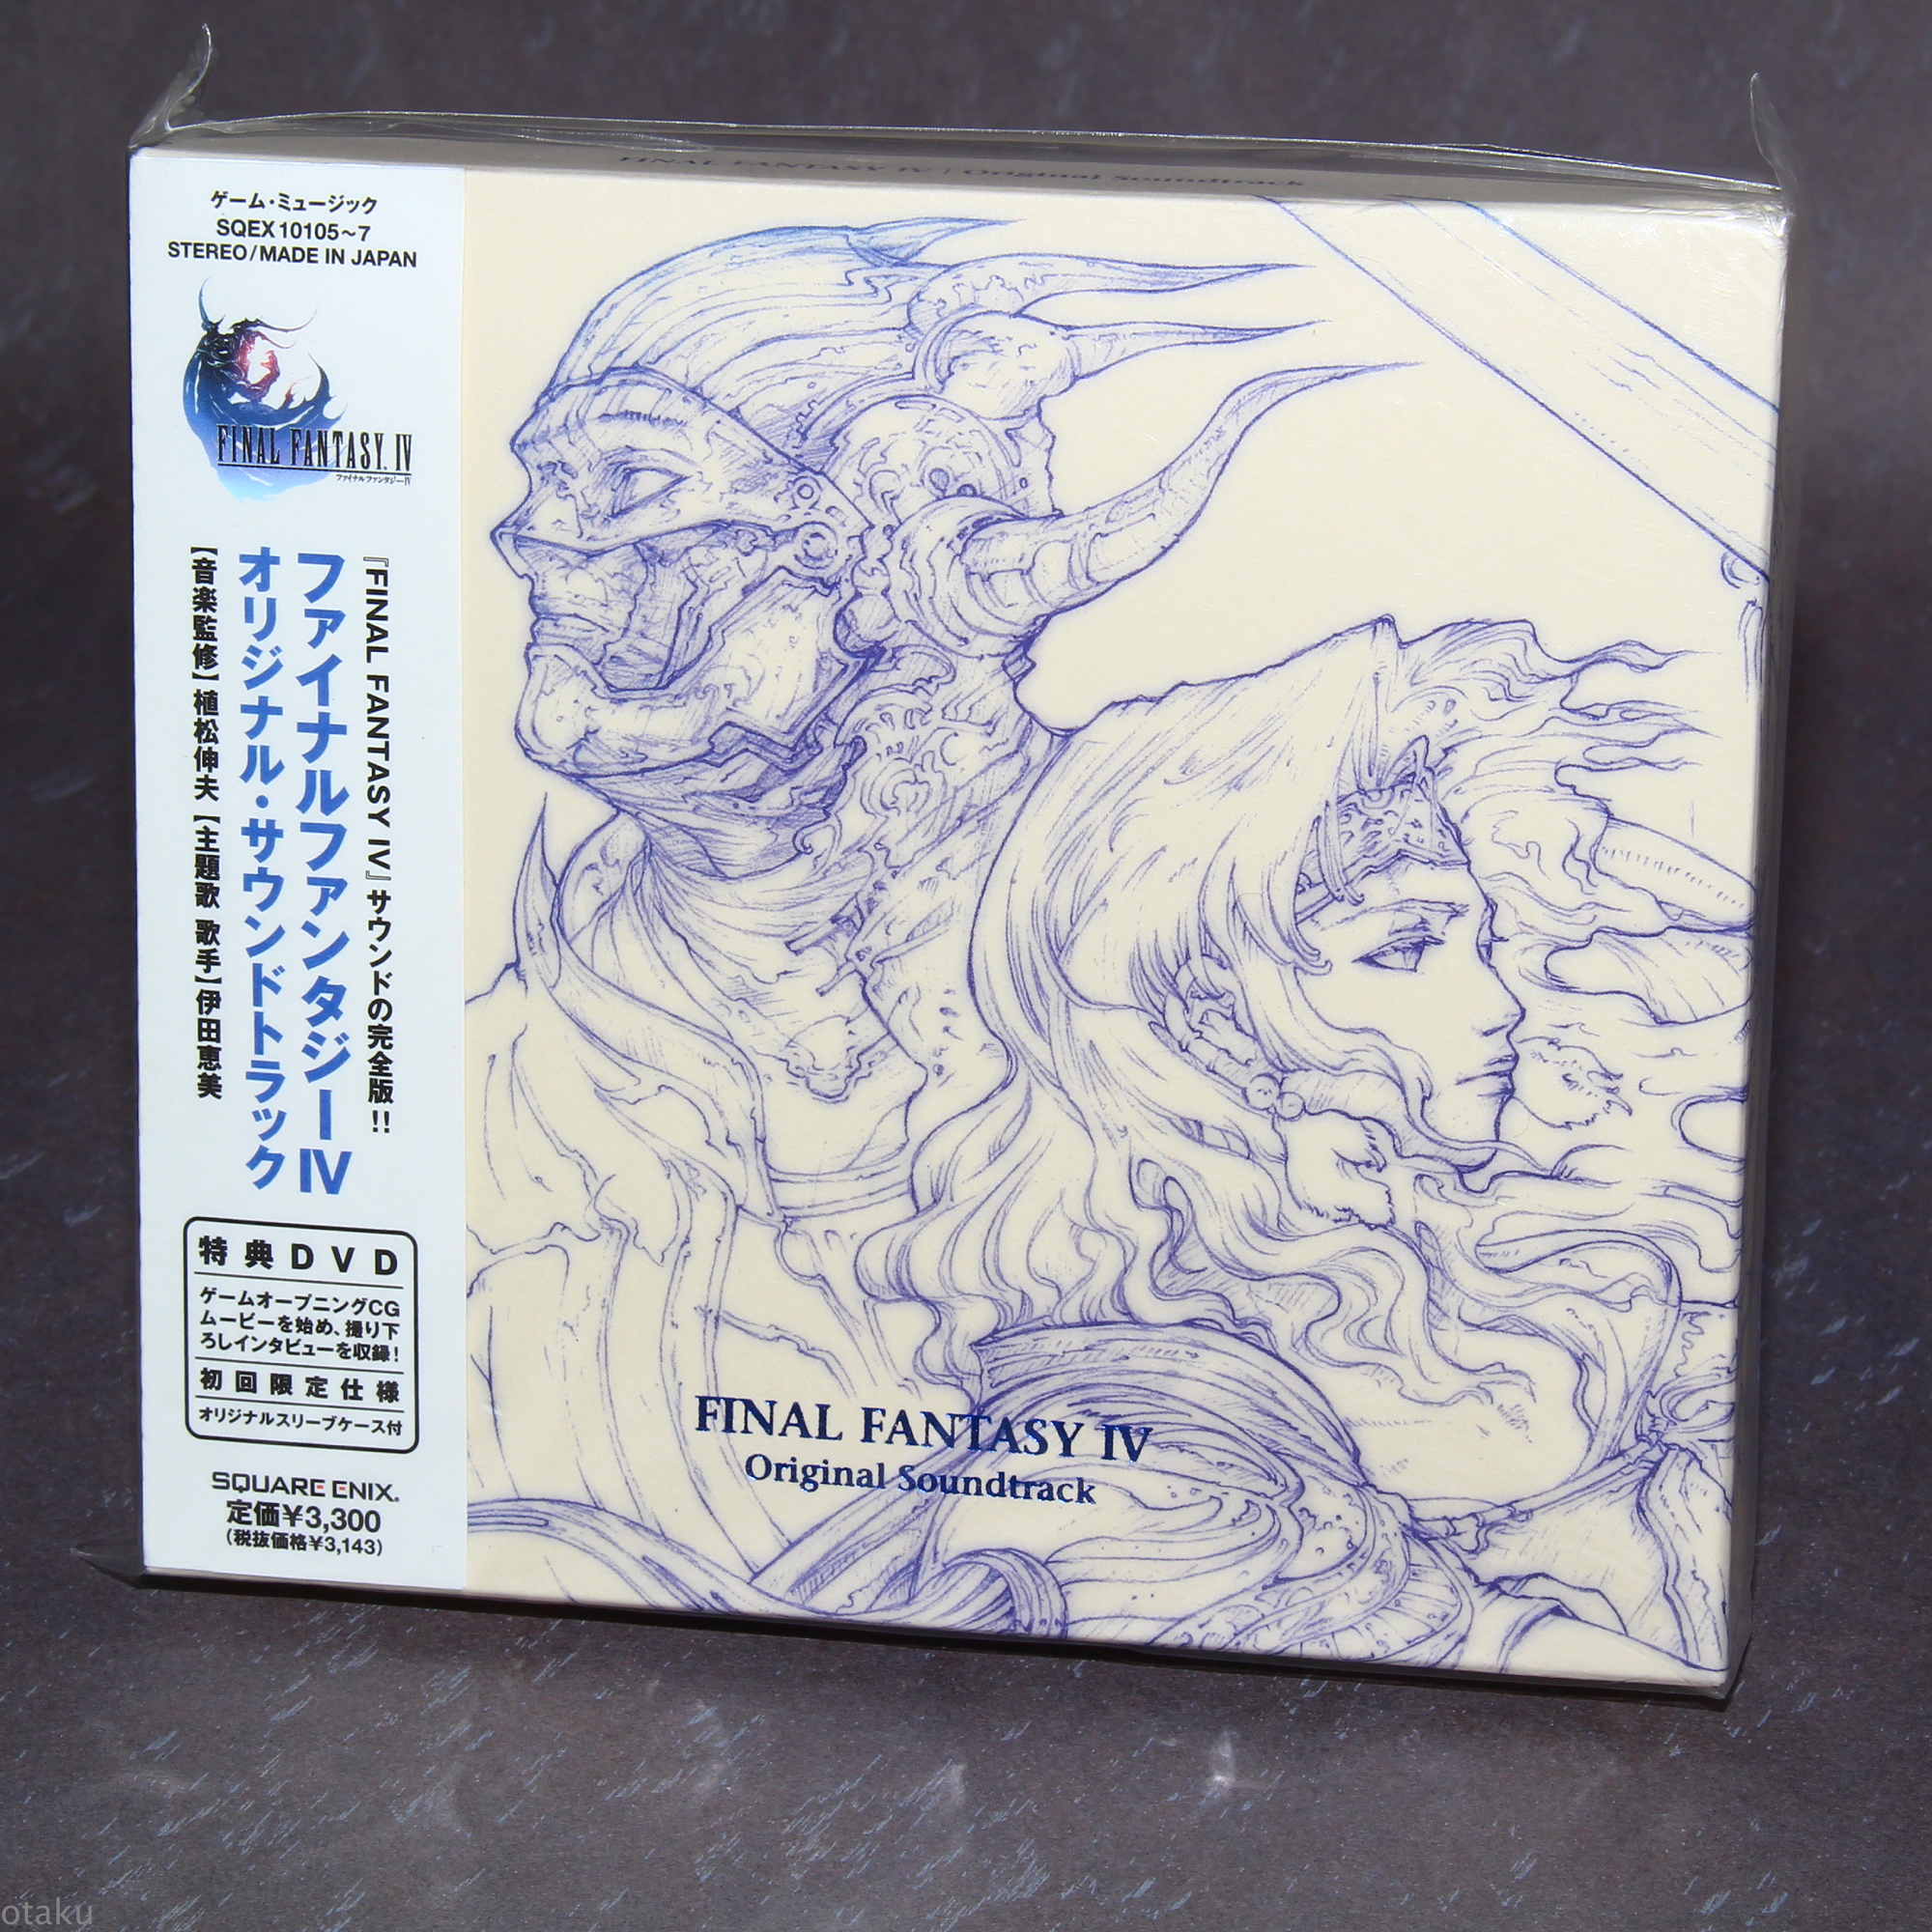 FINAL FANTASY IV | Original Soundtrack
ゲーム・ミュージック
SQEX 10105～7
STEREO/MADE IN JAPAN
FINAL FANTASY IV
ファイナルファンタジーIV
『FINAL FANTASY IV』サウンドの完全版!!
ファイナルファンタジーIV
オリジナル・サウンドトラック
【音楽監修】植松伸夫【主題歌 歌手】伊田恵美
特典DVD
ゲームオープニングCG
ムービーを始め、撮り下
ろしインタビューを収録!
初回限定仕様
オリジナルスリーブケース付
SQUARE ENIX.
定価¥3,300
(税抜価格¥3,143)
FINAL FANTASY IV
Original Soundtrack
otaku